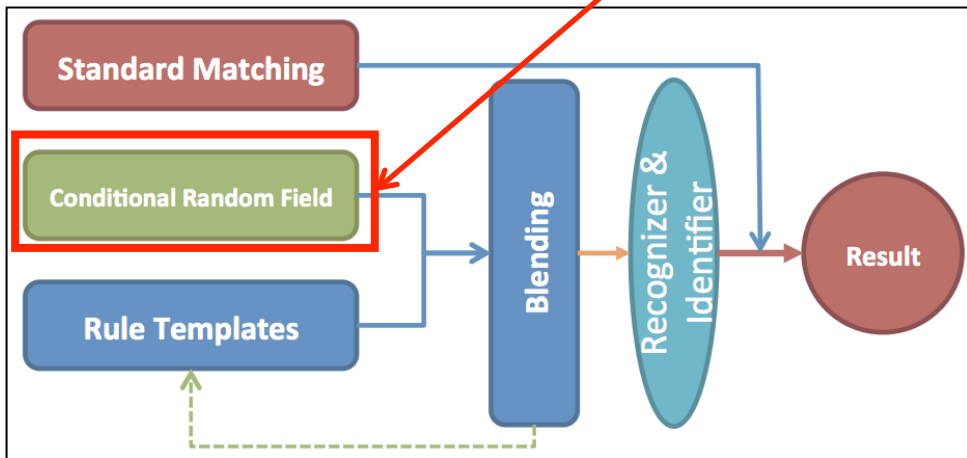 Standard Matching
Conditional Random Field
Rule Templates
Blending
Recognizer &
Identifier
Result